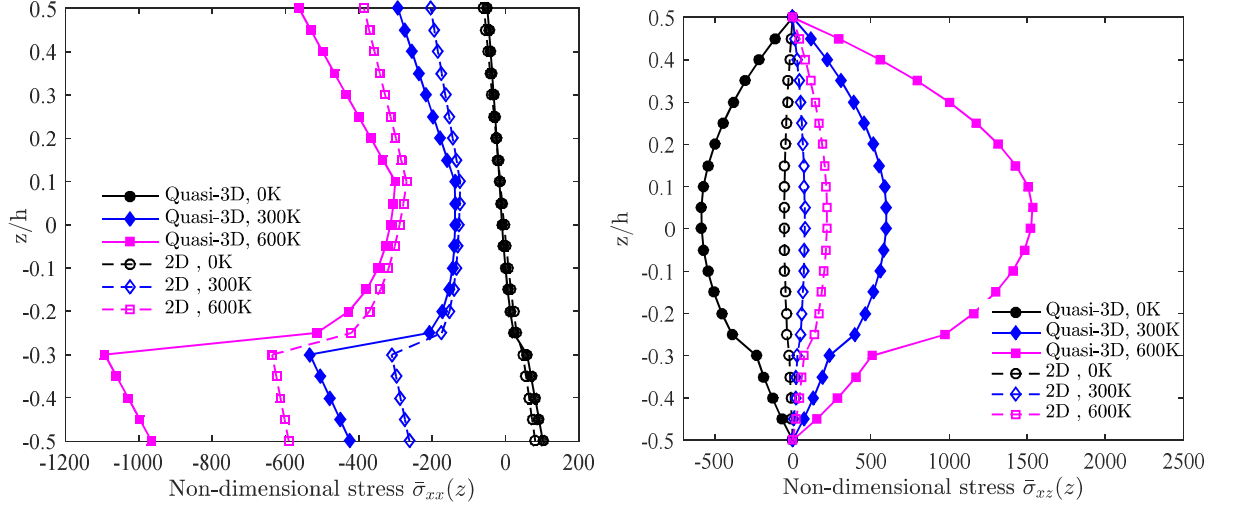 0.5
0.4
0.3
0.2
0.1
0
-0.1
-0.2
-0.3
-0.4
-0.5
z/h
Quasi-3D, 0K
Quasi-3D, 300K
Quasi-3D, 600K
2D , 0K
2D , 300K
2D , 600K
-1200 -1000 -800 -600 -400 -200 0 200
Non-dimensional stress σ̄xx(z)
0.5
0.4
0.3
0.2
0.1
0
-0.1
-0.2
-0.3
-0.4
-0.5
z/h
Quasi-3D, 0K
Quasi-3D, 300K
Quasi-3D, 600K
2D , 0K
2D , 300K
2D , 600K
-500 0 500 1000 1500 2000 2500
Non-dimensional stress σ̄xz(z)